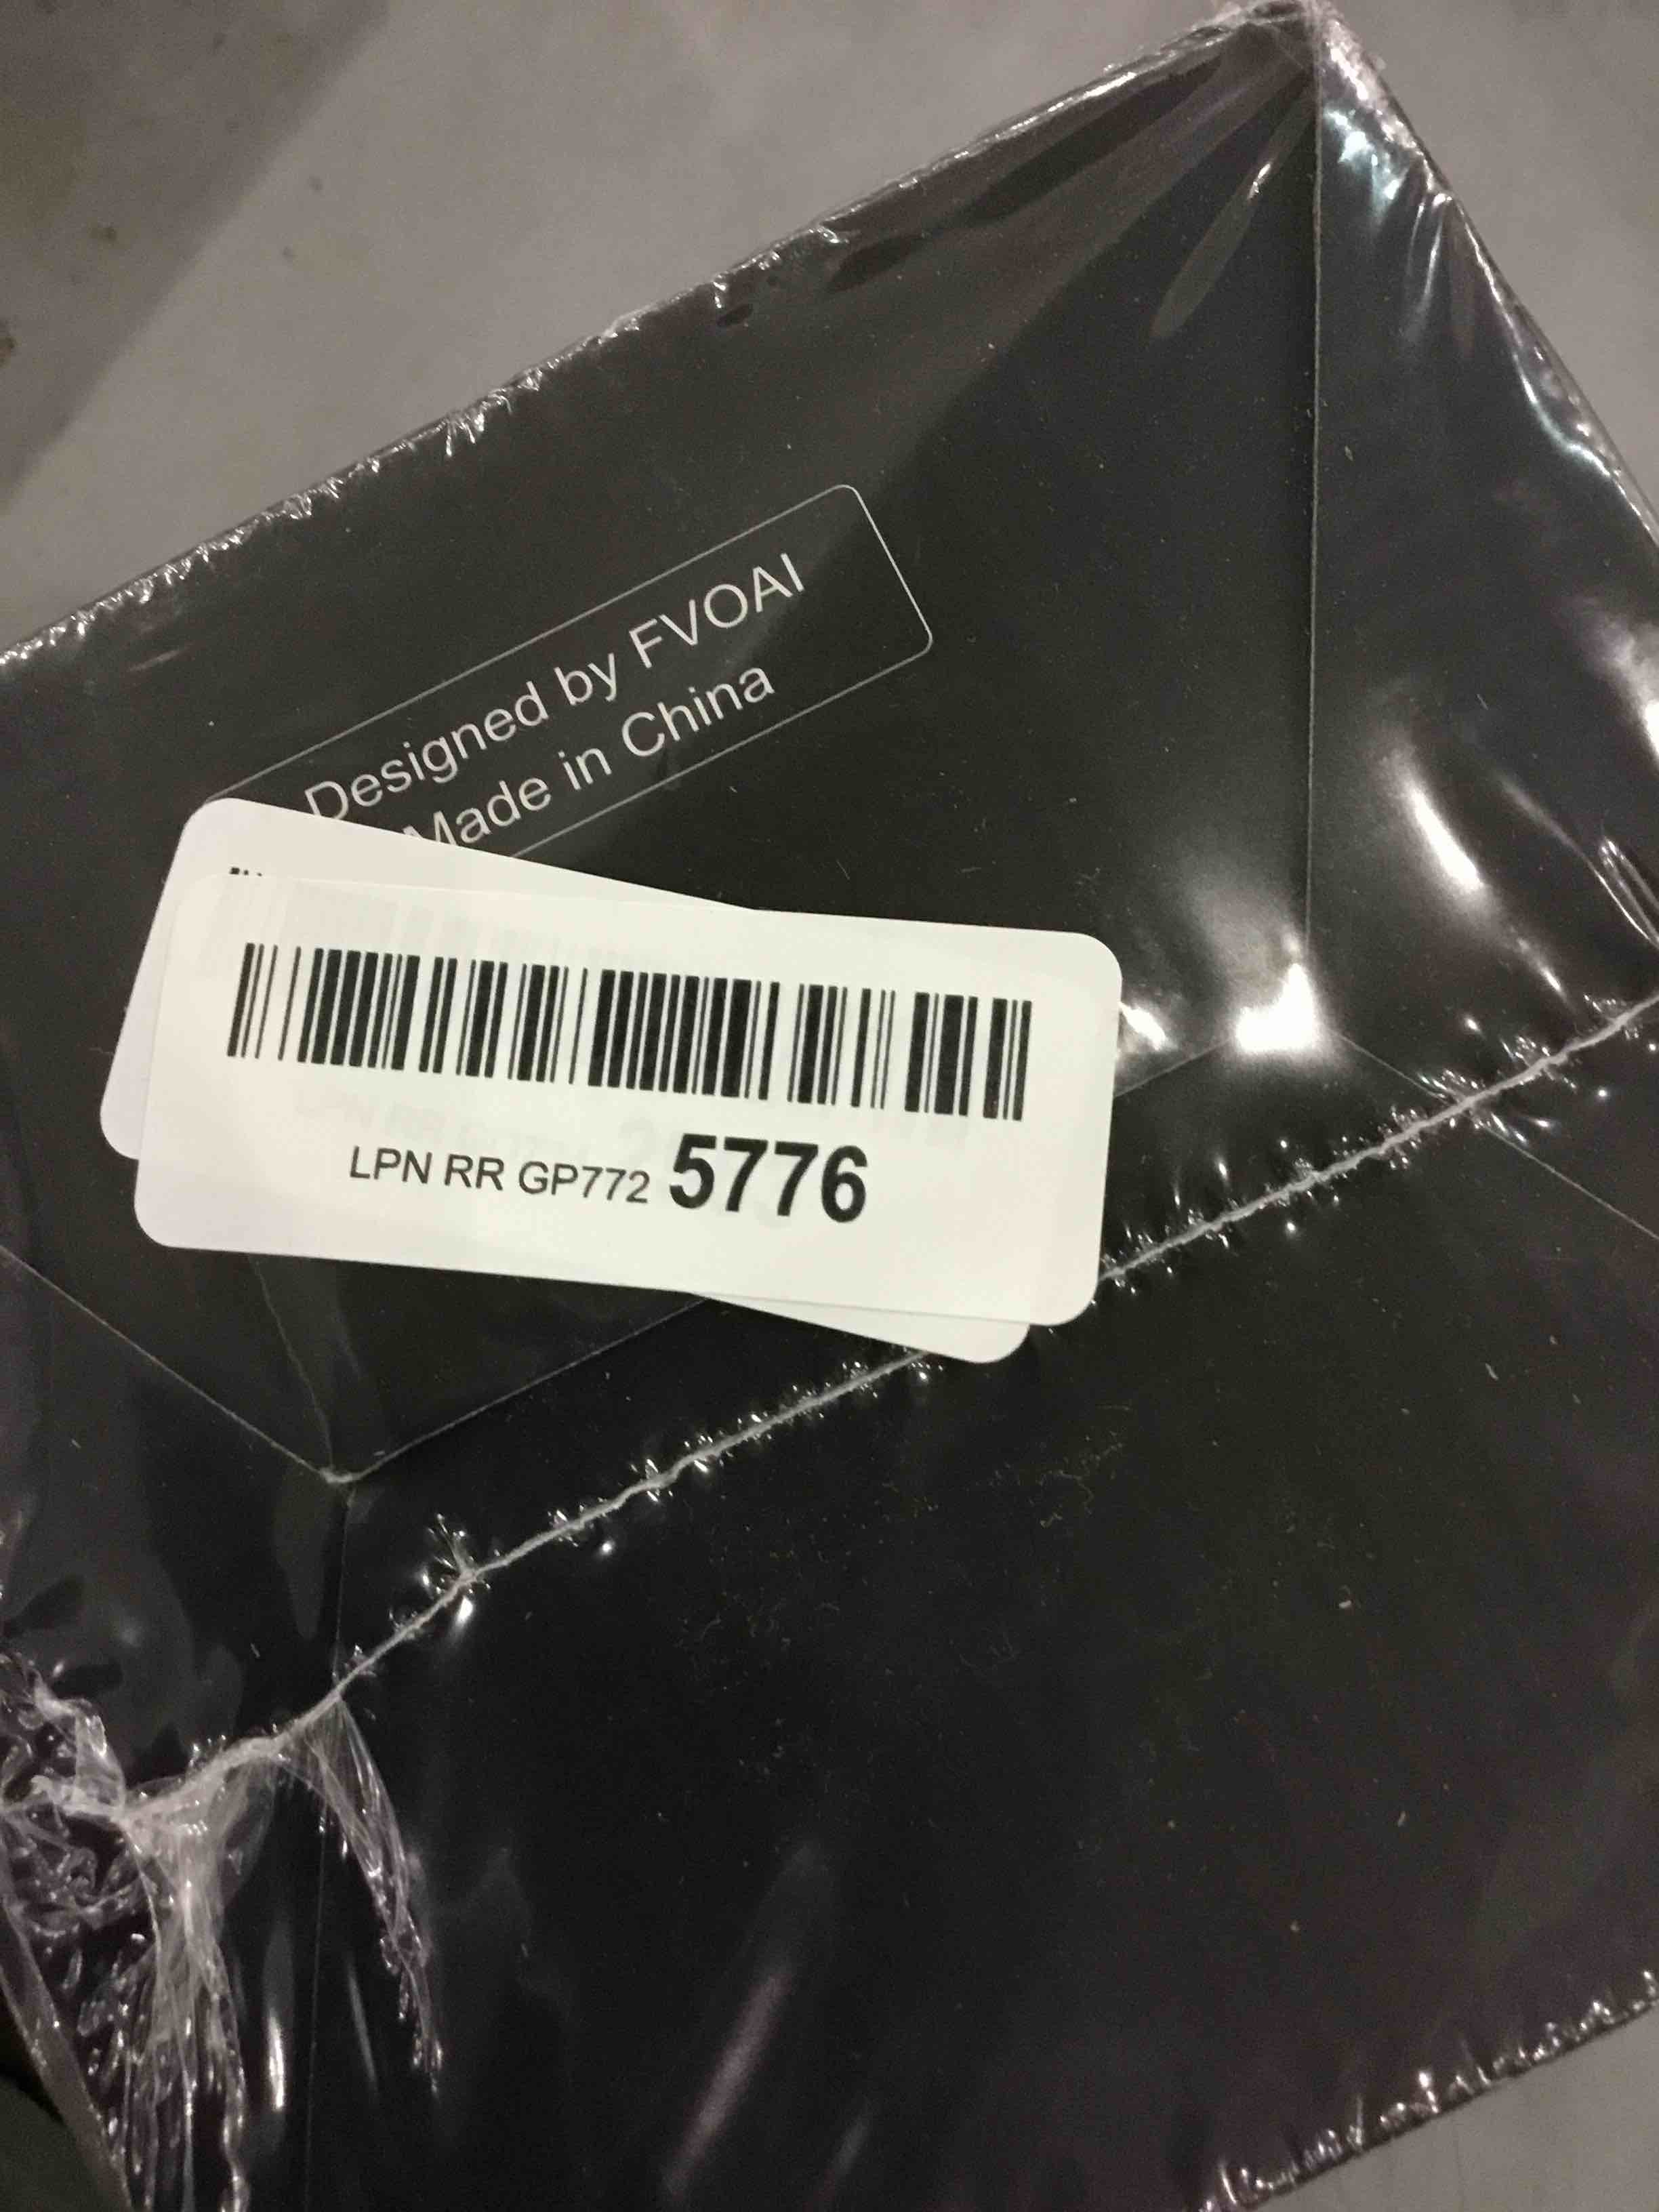 Designed by FVOAI
Made in China
LPN RR GP772 5776